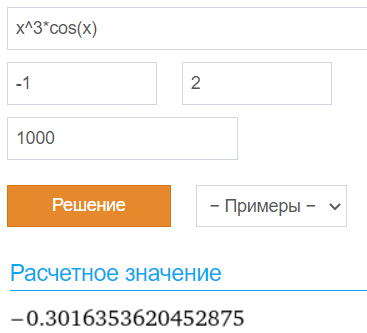 x^3*cos(x)
-1 2
1000
Решение − Примеры −
Расчетное значение
−0.3016353620452875